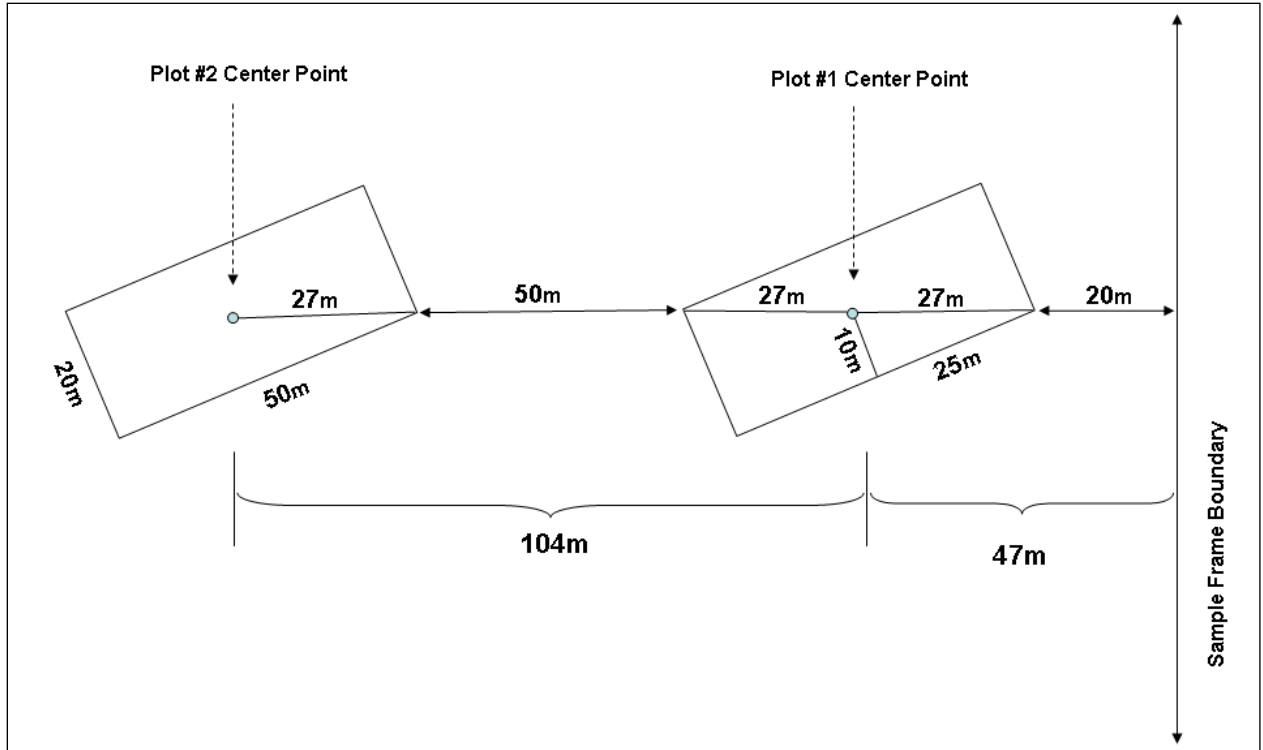 Plot #2 Center Point
Plot #1 Center Point
27m
50m
27m
27m
20m
10m
25m
20m
50m
104m
47m
Sample Frame Boundary